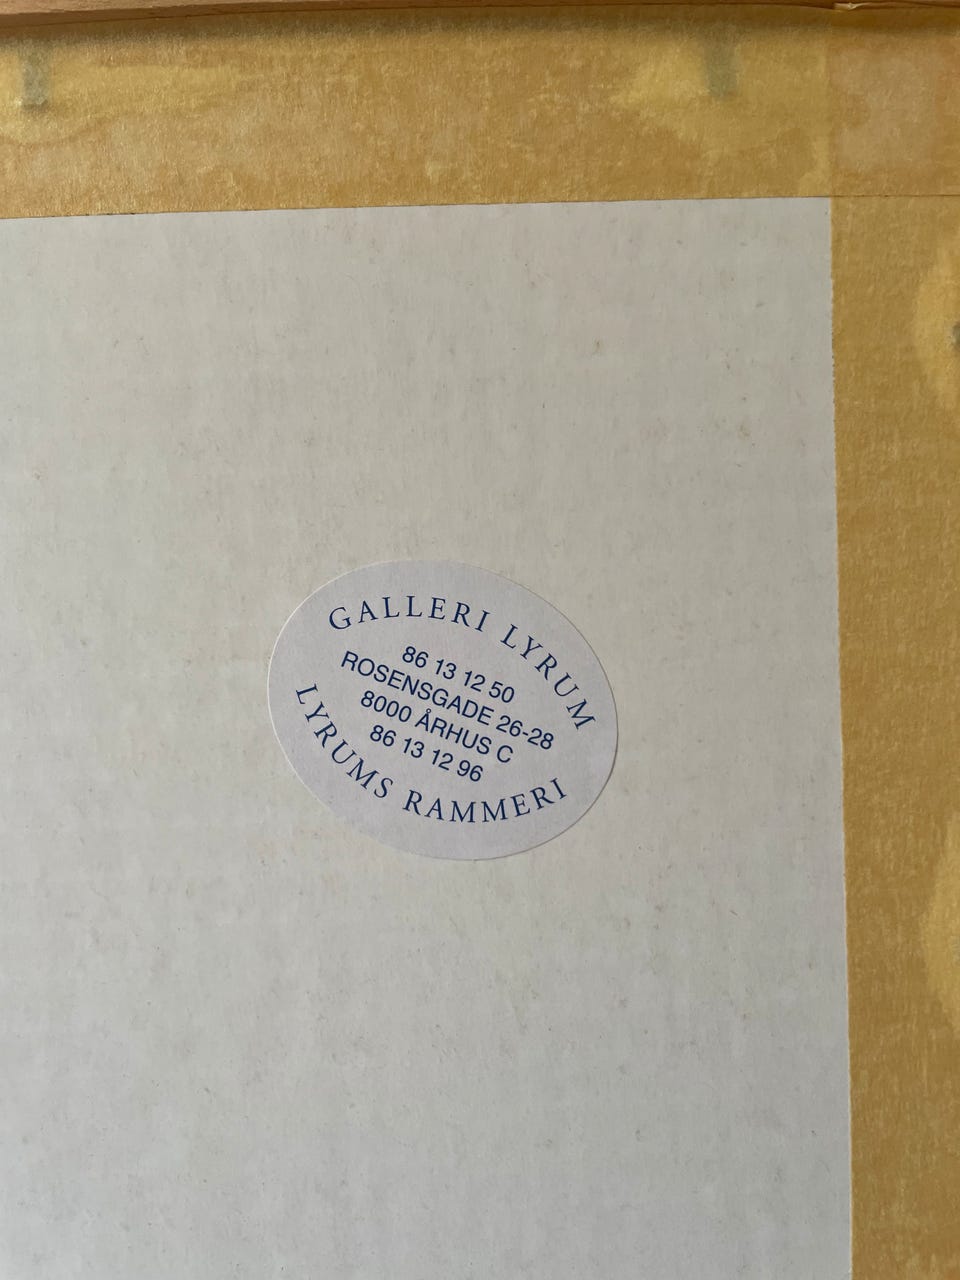 GALLERI LYRUM
86 13 12 50
ROSENSGADE 26-28
8000 ÅRHUS C
86 13 12 96
LYRUMS RAMMERI